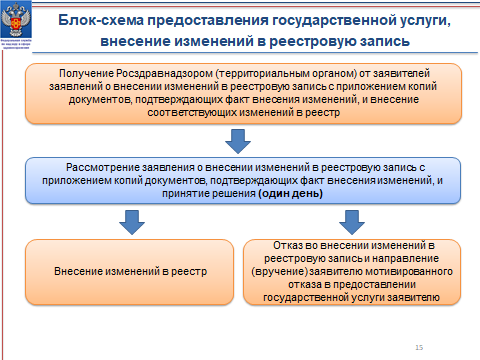 Блок-схема предоставления государственной услуги,
внесение изменений в реестровую запись
Получение Росздравнадзором (территориальным органом) от заявителей
заявлений о внесении изменений в реестровую запись с приложением копий
документов, подтверждающих факт внесения изменений, и внесение
соответствующих изменений в реестр
Рассмотрение заявления о внесении изменений в реестровую запись с
приложением копий документов, подтверждающих факт внесения изменений, и
принятие решения (один день)
Внесение изменений в реестр
Отказ во внесении изменений в
реестровую запись и направление
(вручение) заявителю мотивированного
отказа в предоставлении
государственной услуги заявителю
15